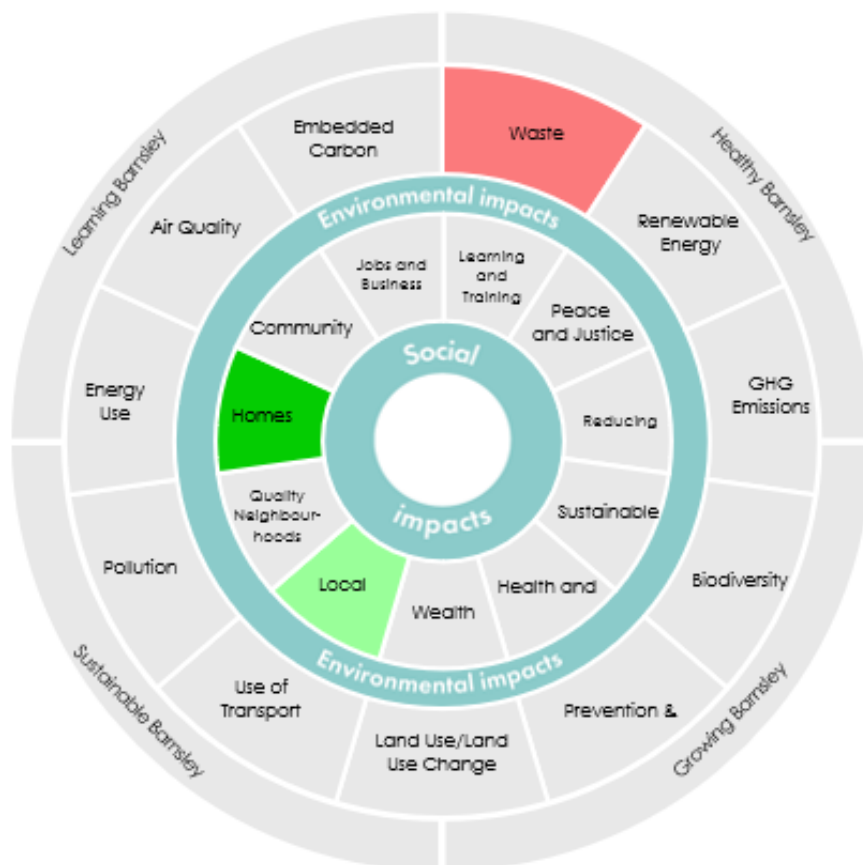 Learning Barnsley
Healthy Barnsley
Growing Barnsley
Sustainable Barnsley
Waste
Renewable
Energy
GHG
Emissions
Biodiversity
Prevention &
Land Use/Land
Use Change
Use of
Transport
Pollution
Energy
Use
Air Quality
Embedded
Carbon
Environmental impacts
Learning
and
Training
Peace
and Justice
Reducing
Sustainable
Health and
Wealth
Local
Quality
Neighbour-
hoods
Homes
Community
Jobs and
Business
Environmental impacts
Social
impacts